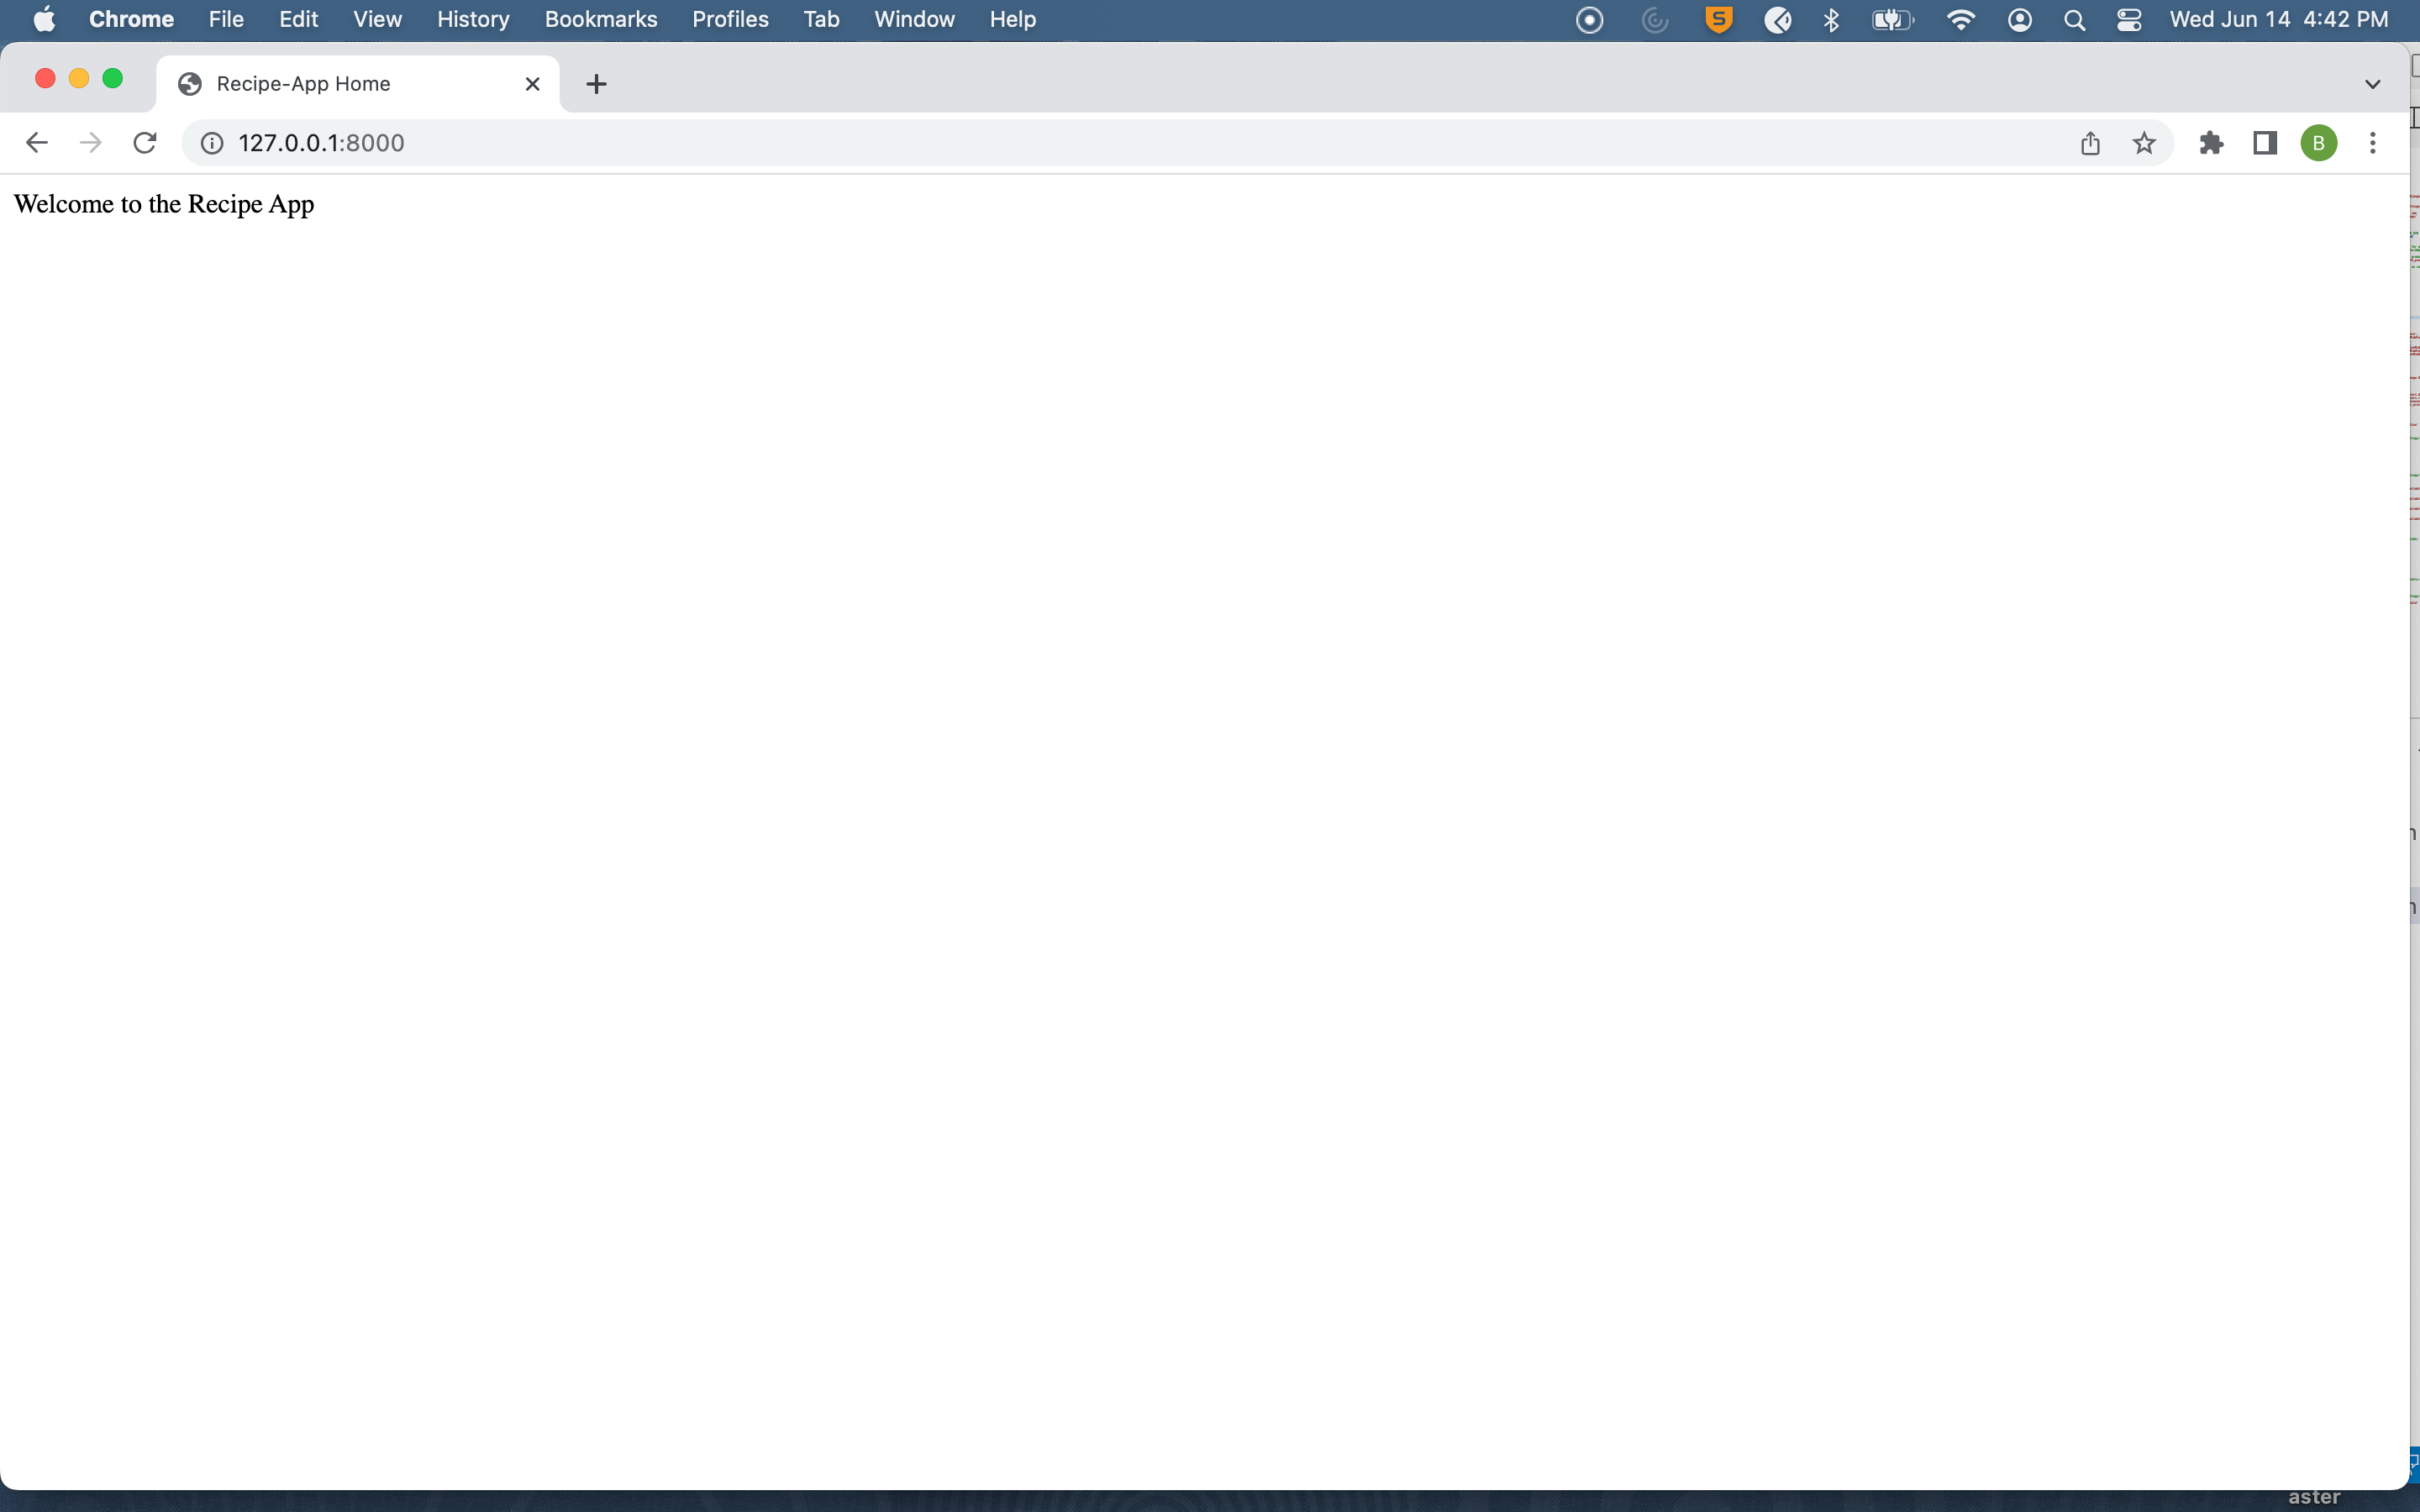 Chrome File Edit View History Bookmarks Profiles Tab Window Help S Wed Jun 14 4:42 PM
Recipe-App Home
127.0.0.1:8000 B
Welcome to the Recipe App
aster